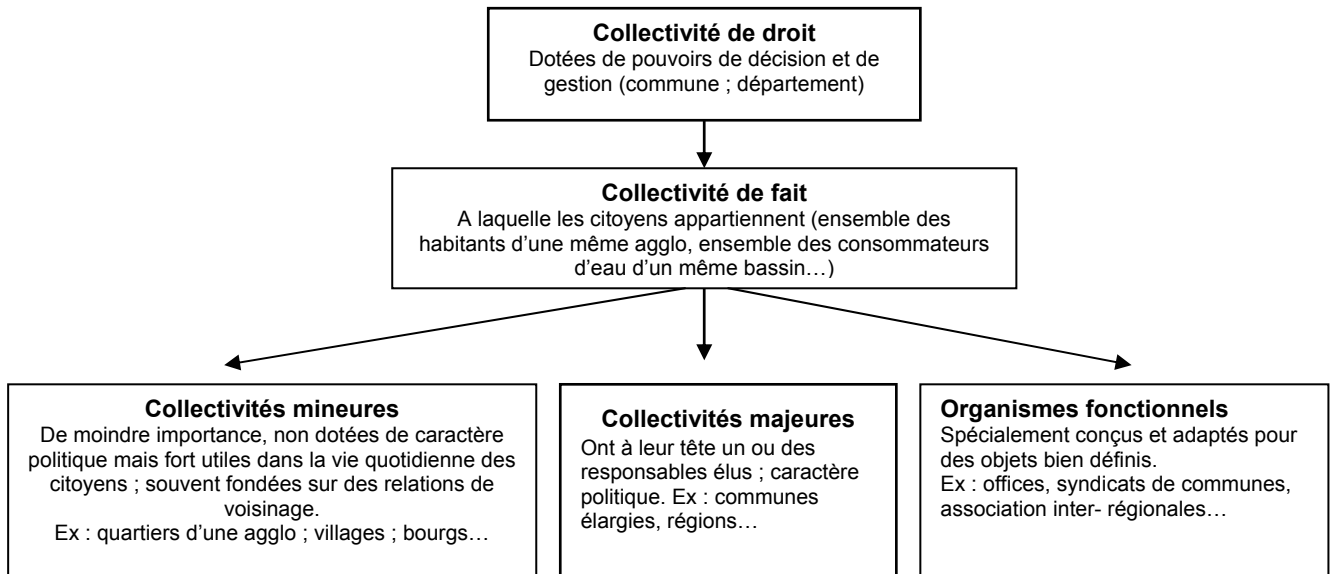 Collectivité de droit
Dotées de pouvoirs de décision et de
gestion (commune ; département)
Collectivité de fait
A laquelle les citoyens appartiennent (ensemble des
habitants d’une même agglo, ensemble des consommateurs
d’eau d’un même bassin…)
Collectivités mineures
De moindre importance, non dotées de caractère
politique mais fort utiles dans la vie quotidienne des
citoyens ; souvent fondées sur des relations de
voisinage.
Ex : quartiers d’une agglo ; villages ; bourgs…
Collectivités majeures
Ont à leur tête un ou des
responsables élus ; caractère
politique. Ex : communes
élargies, régions…
Organismes fonctionnels
Spécialement conçus et adaptés pour
des objets bien définis.
Ex : offices, syndicats de communes,
association inter- régionales…